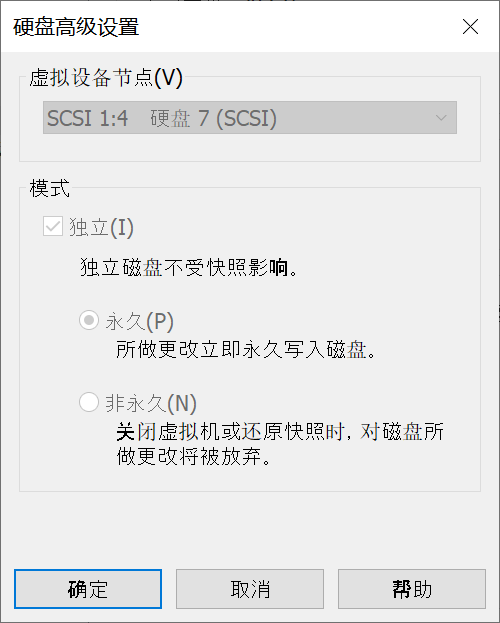 硬盘高级设置
虚拟设备节点(V)
SCSI 1:4 硬盘 7 (SCSI)
模式
独立(I)
独立磁盘不受快照影响。
永久(P)
所做更改立即永久写入磁盘。
非永久(N)
关闭虚拟机或还原快照时, 对磁盘所
做更改将被放弃。
确定 取消 帮助